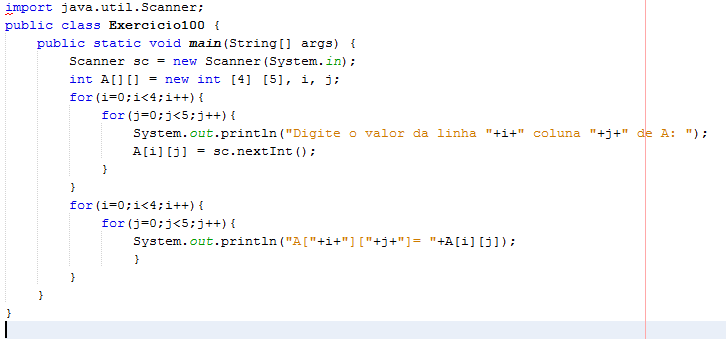 import java.util.Scanner;
public class Exercicio100 {
    public static void main(String[] args) {
        Scanner sc = new Scanner(System.in);
        int A[][] = new int [4] [5], i, j;
        for(i=0;i<4;i++){
            for(j=0;j<5;j++){
                System.out.println("Digite o valor da linha "+i+" coluna "+j+" de A: ");
                A[i][j] = sc.nextInt();
            }
        }
        for(i=0;i<4;i++){
            for(j=0;j<5;j++){
                System.out.println("A["+i+"]["+j+"]= "+A[i][j]);
                }
        }
    }
}